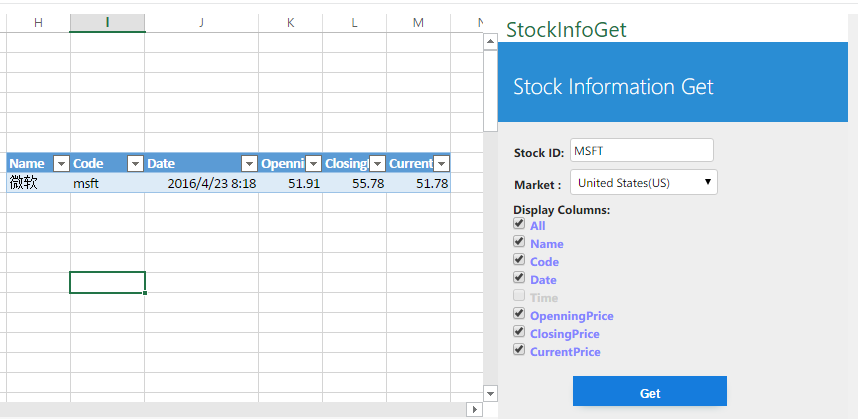 H I J K L M N
StockInfoGet
Stock Information Get
Name Code Date Openni Closing Current
微软 msft 2016/4/23 8:18 51.91 55.78 51.78
Stock ID: MSFT
Market : United States(US)
Display Columns:
All
Name
Code
Date
Time
OpenningPrice
ClosingPrice
CurrentPrice
Get